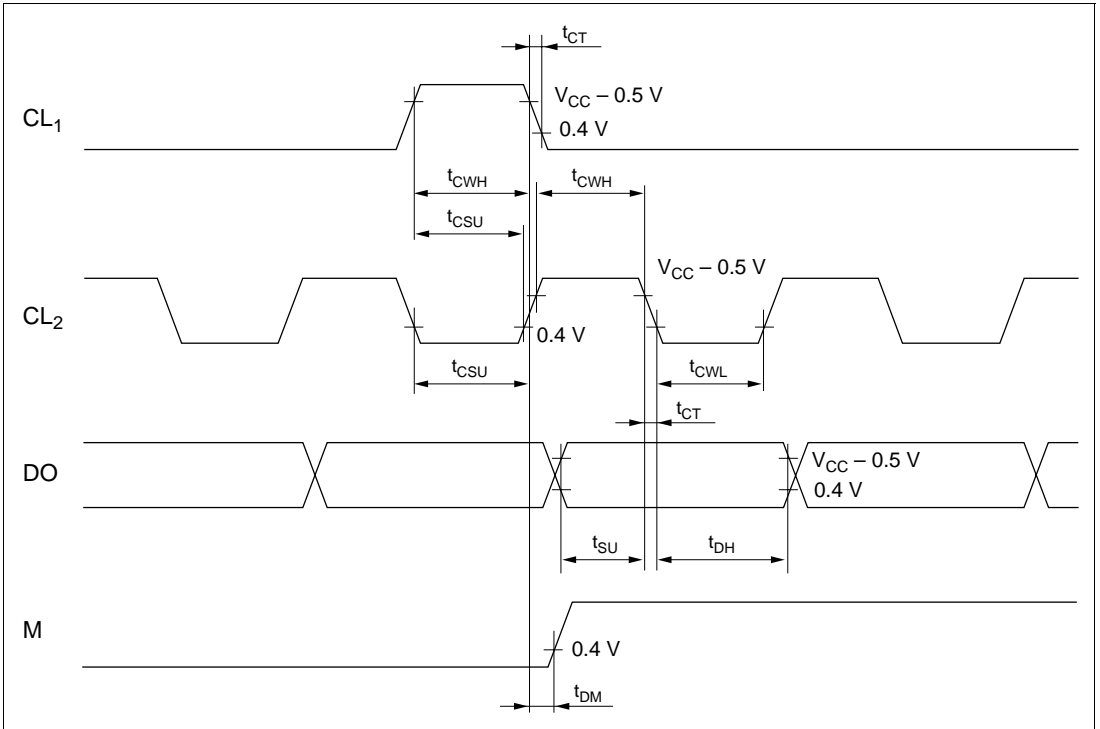 t_CT
CL_1
V_CC – 0.5 V
0.4 V
t_CWH
t_CWH
t_CSU
V_CC – 0.5 V
CL_2
0.4 V
t_CSU
t_CWL
t_CT
DO
V_CC – 0.5 V
0.4 V
t_SU
t_DH
M
0.4 V
t_DM